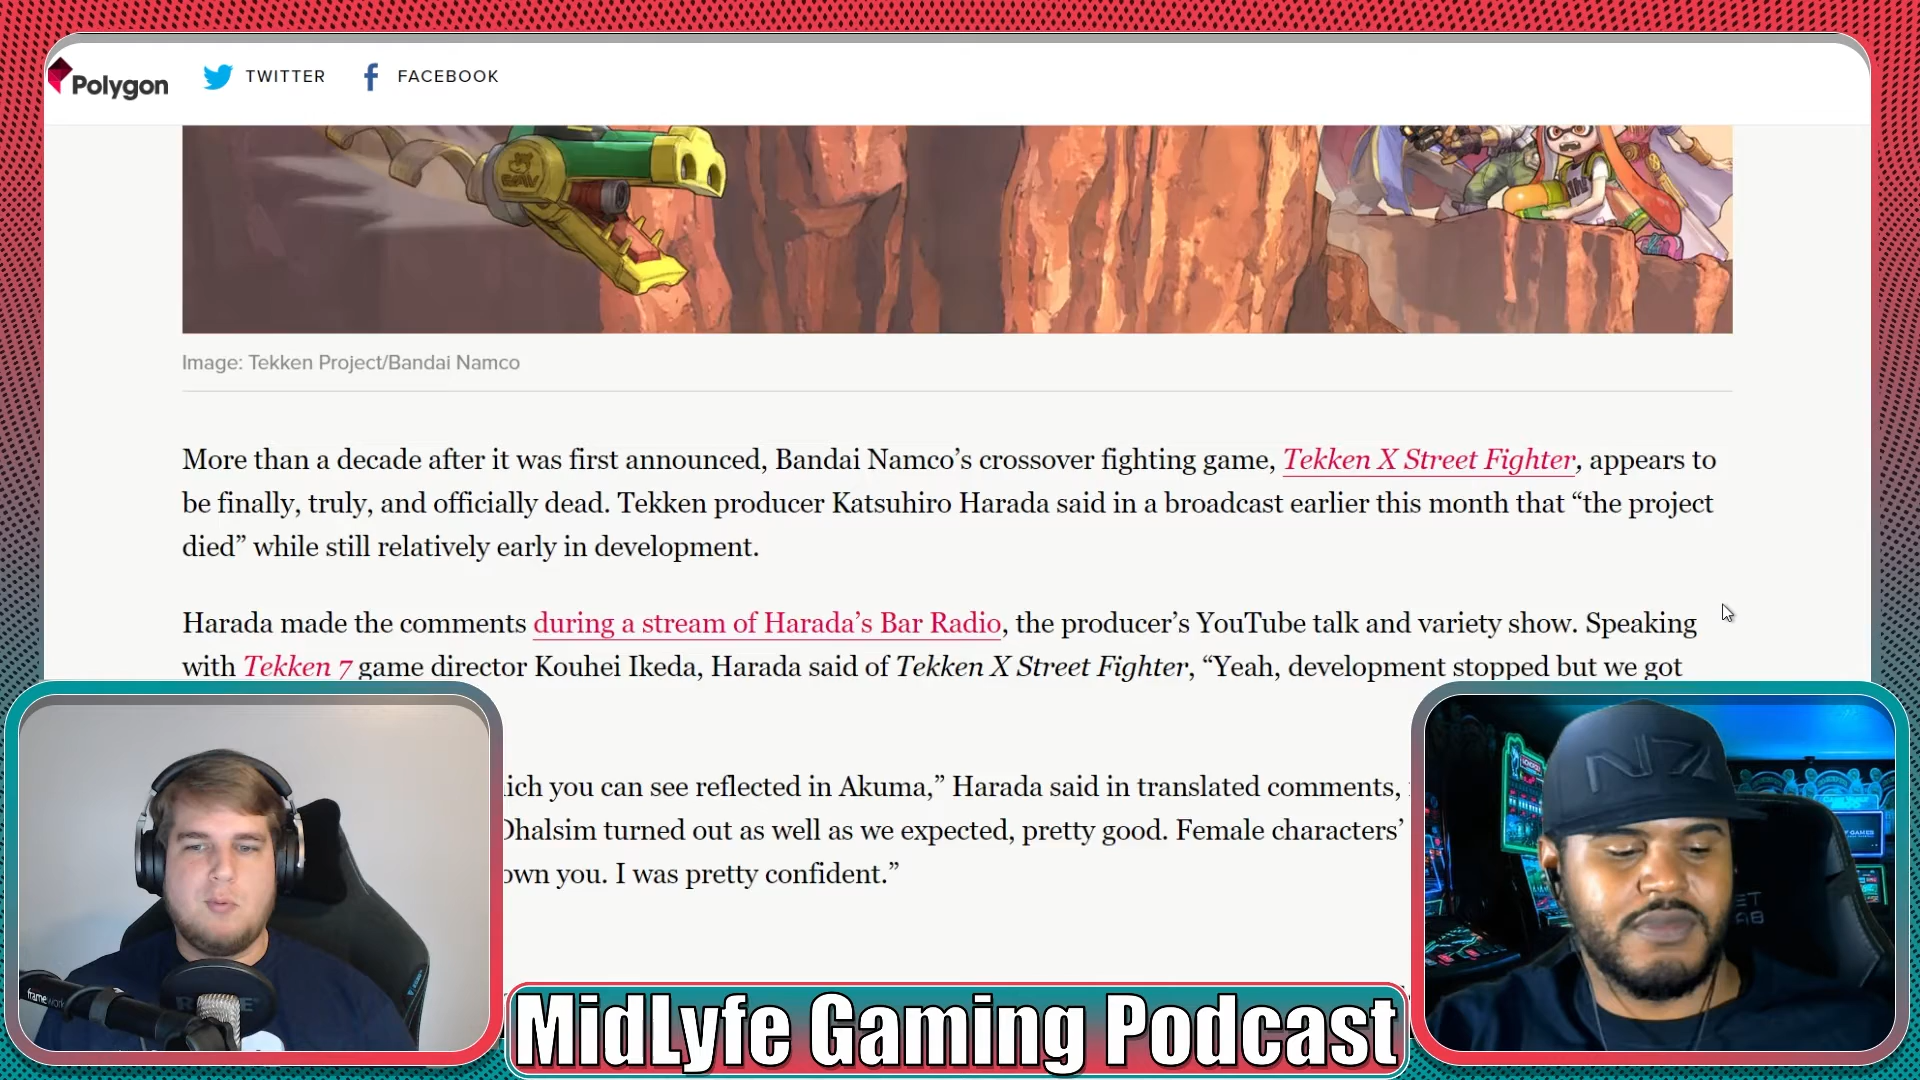 Polygon
TWITTER
FACEBOOK
Image: Tekken Project/Bandai Namco
More than a decade after it was first announced, Bandai Namco’s crossover fighting game, Tekken X Street Fighter, appears to
be finally, truly, and officially dead. Tekken producer Katsuhiro Harada said in a broadcast earlier this month that “the project
died” while still relatively early in development.
Harada made the comments during a stream of Harada’s Bar Radio, the producer’s YouTube talk and variety show. Speaking
with Tekken 7 game director Kouhei Ikeda, Harada said of Tekken X Street Fighter, “Yeah, development stopped but we got
you can see reflected in Akuma,” Harada said in translated comments,
Dhalsim turned out as well as we expected, pretty good. Female characters’
you. I was pretty confident.”
N7
MidLyfe Gaming Podcast